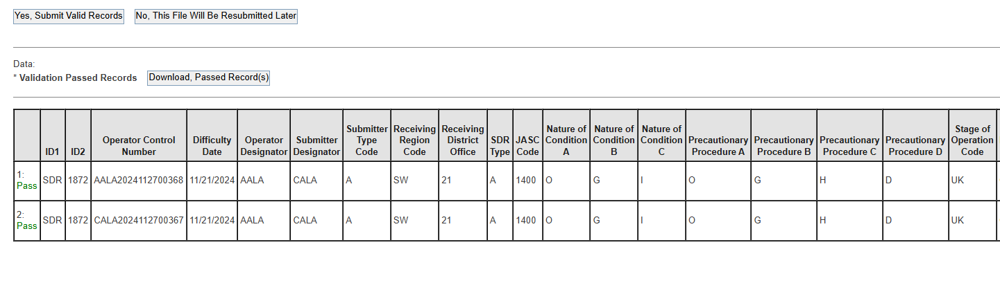 Yes, Submit Valid Records No, This File Will Be Resubmitted Later
Data:
* Validation Passed Records Download, Passed Record(s)
ID1 ID2 Operator Control Number Difficulty Date Operator Designator Submitter Designator Submitter Type Code Receiving Region Code Receiving District Office SDR Type JASC Code Nature of Condition A Nature of Condition B Nature of Condition C Precautionary Procedure A Precautionary Procedure B Precautionary Procedure C Precautionary Procedure D Stage of Operation Code
1: Pass SDR 1872 AALA2024112700368 11/21/2024 AALA CALA A SW 21 A 1400 O G I O G H D UK
2: Pass SDR 1872 CALA2024112700367 11/21/2024 AALA CALA A SW 21 A 1400 O G I O G H D UK